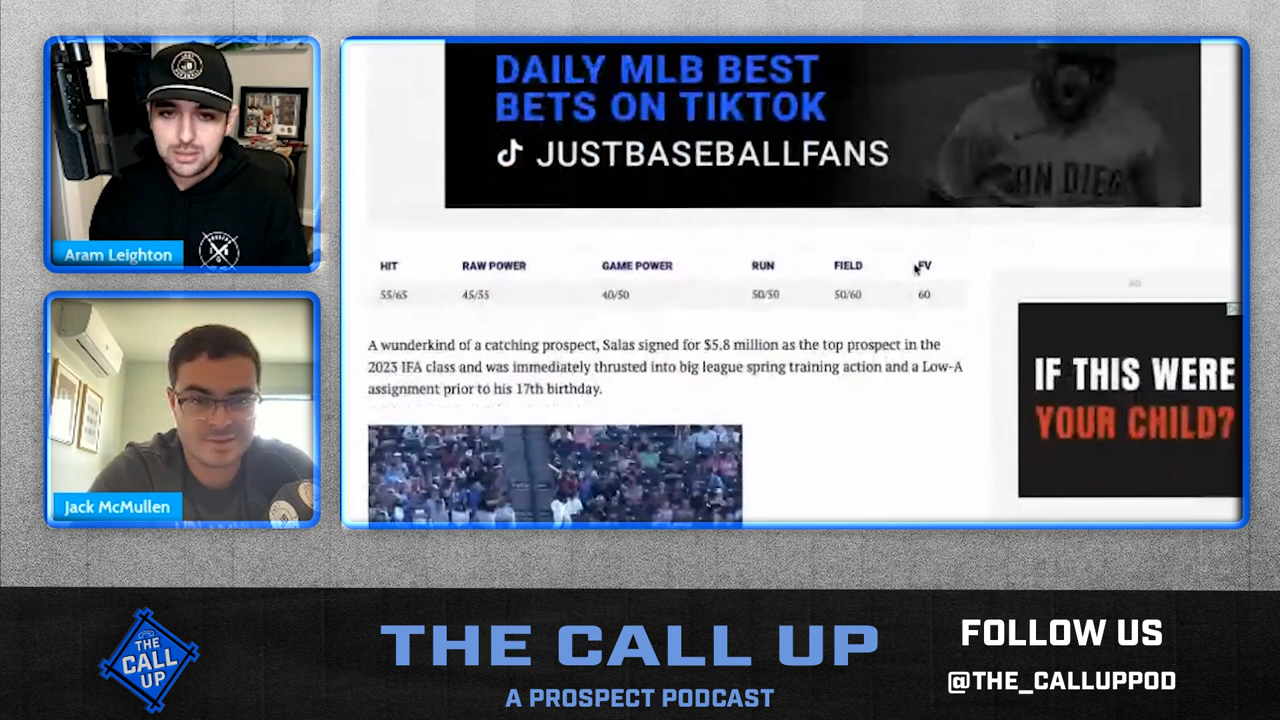 Aram Leighton
Jack McMullen
DAILY MLB BEST
BETS ON TIKTOK
JUSTBASEBALLFANS
SAN DIEG
HIT RAW POWER GAME POWER RUN FIELD FV
55/65 45/55 40/50 50/50 50/60 60
A wunderkind of a catching prospect, Salas signed for $5.8 million as the top prospect in the
2023 IFA class and was immediately thrusted into big league spring training action and a Low-A
assignment prior to his 17th birthday.
AD
IF THIS WERE
YOUR CHILD?
THE
CALL
UP
THE CALL UP
A PROSPECT PODCAST
FOLLOW US
@THE_CALLUPPOD